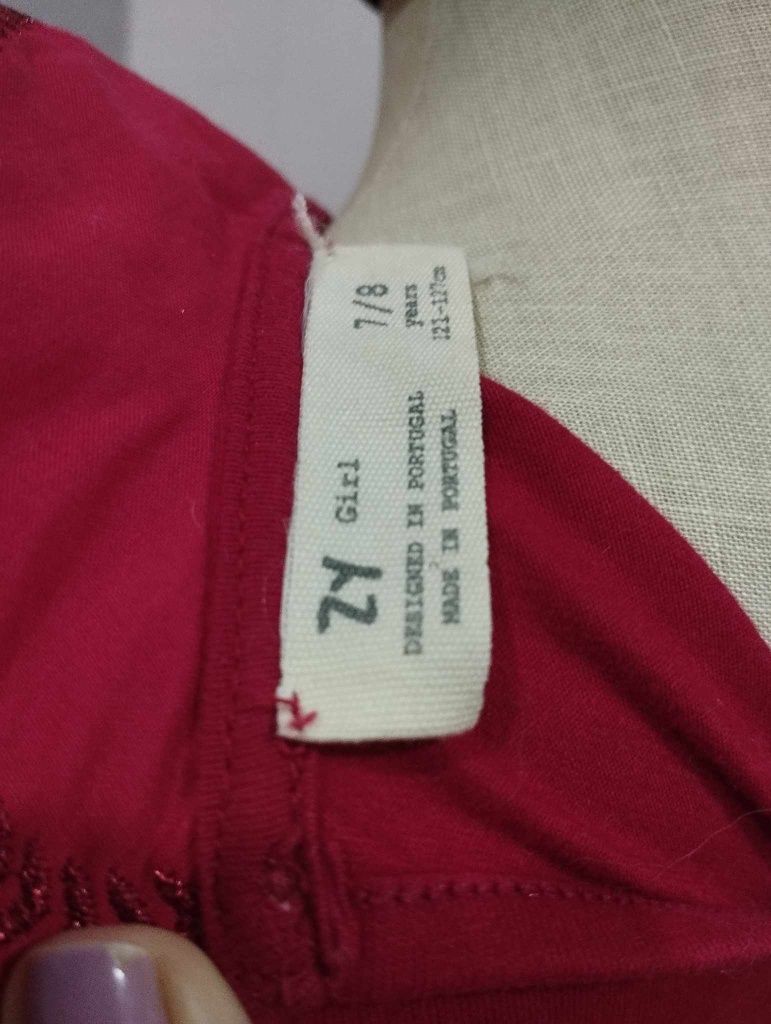 ZY Girl 7/8
years
DESIGNED IN PORTUGAL
121-127cm
MADE IN PORTUGAL